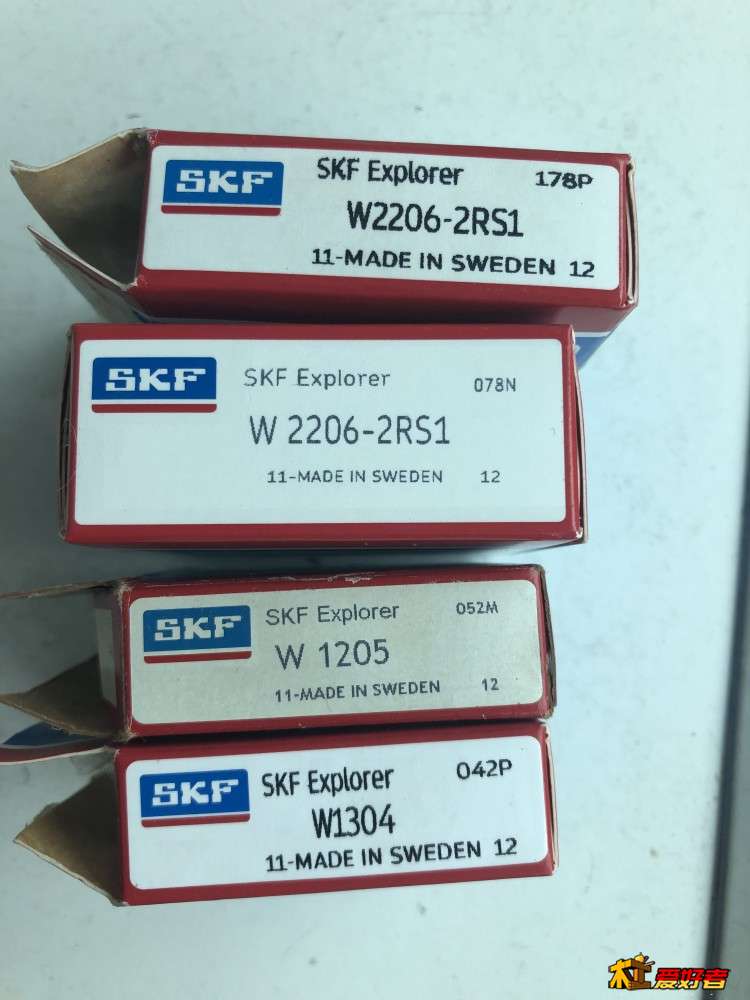 SKF
SKF Explorer 178P
W2206-2RS1
11-MADE IN SWEDEN 12
SKF
SKF Explorer 078N
W 2206-2RS1
11-MADE IN SWEDEN 12
SKF
SKF Explorer 052M
W 1205
11-MADE IN SWEDEN 12
SKF
SKF Explorer 042P
W1304
11-MADE IN SWEDEN 12
爱好者